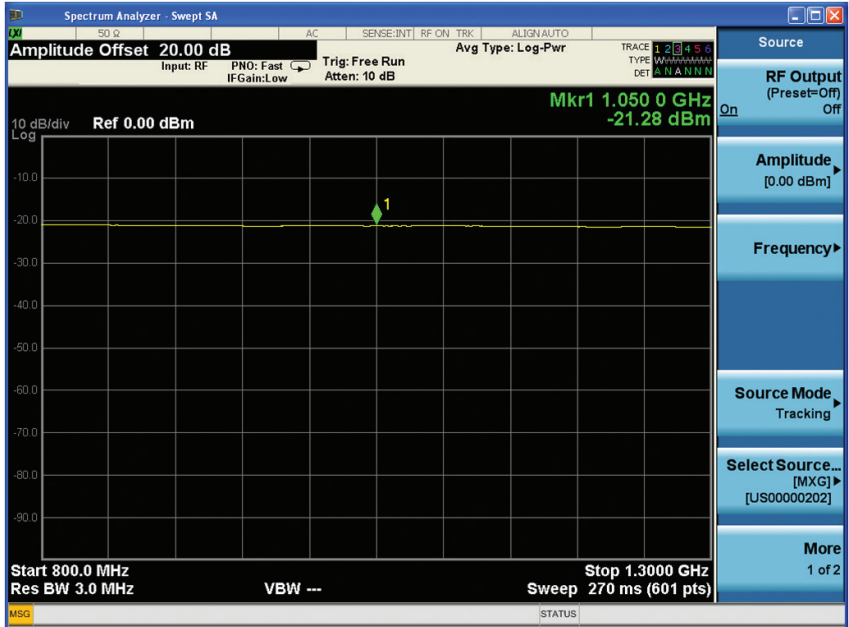 Spectrum Analyzer - Swept SA
LXI 50 Ω AC SENSE:INT RF ON TRK ALIGNAUTO
Amplitude Offset 20.00 dB
Input: RF PNO: Fast
IFGain:Low
Trig: Free Run
Atten: 10 dB
Avg Type: Log-Pwr
TRACE 1 2 3 4 5 6
TYPE
DET A N A N N N
Mkr1 1.050 0 GHz
-21.28 dBm
10 dB/div Ref 0.00 dBm
Log
-10.0
-20.0
-30.0
-40.0
-50.0
-60.0
-70.0
-80.0
-90.0
1
Start 800.0 MHz Stop 1.3000 GHz
Res BW 3.0 MHz VBW --- Sweep 270 ms (601 pts)
MSG STATUS
Source
RF Output
(Preset=Off)
On Off
Amplitude
[0.00 dBm]
Frequency
Source Mode
Tracking
Select Source...
[MXG]
[US00000202]
More
1 of 2